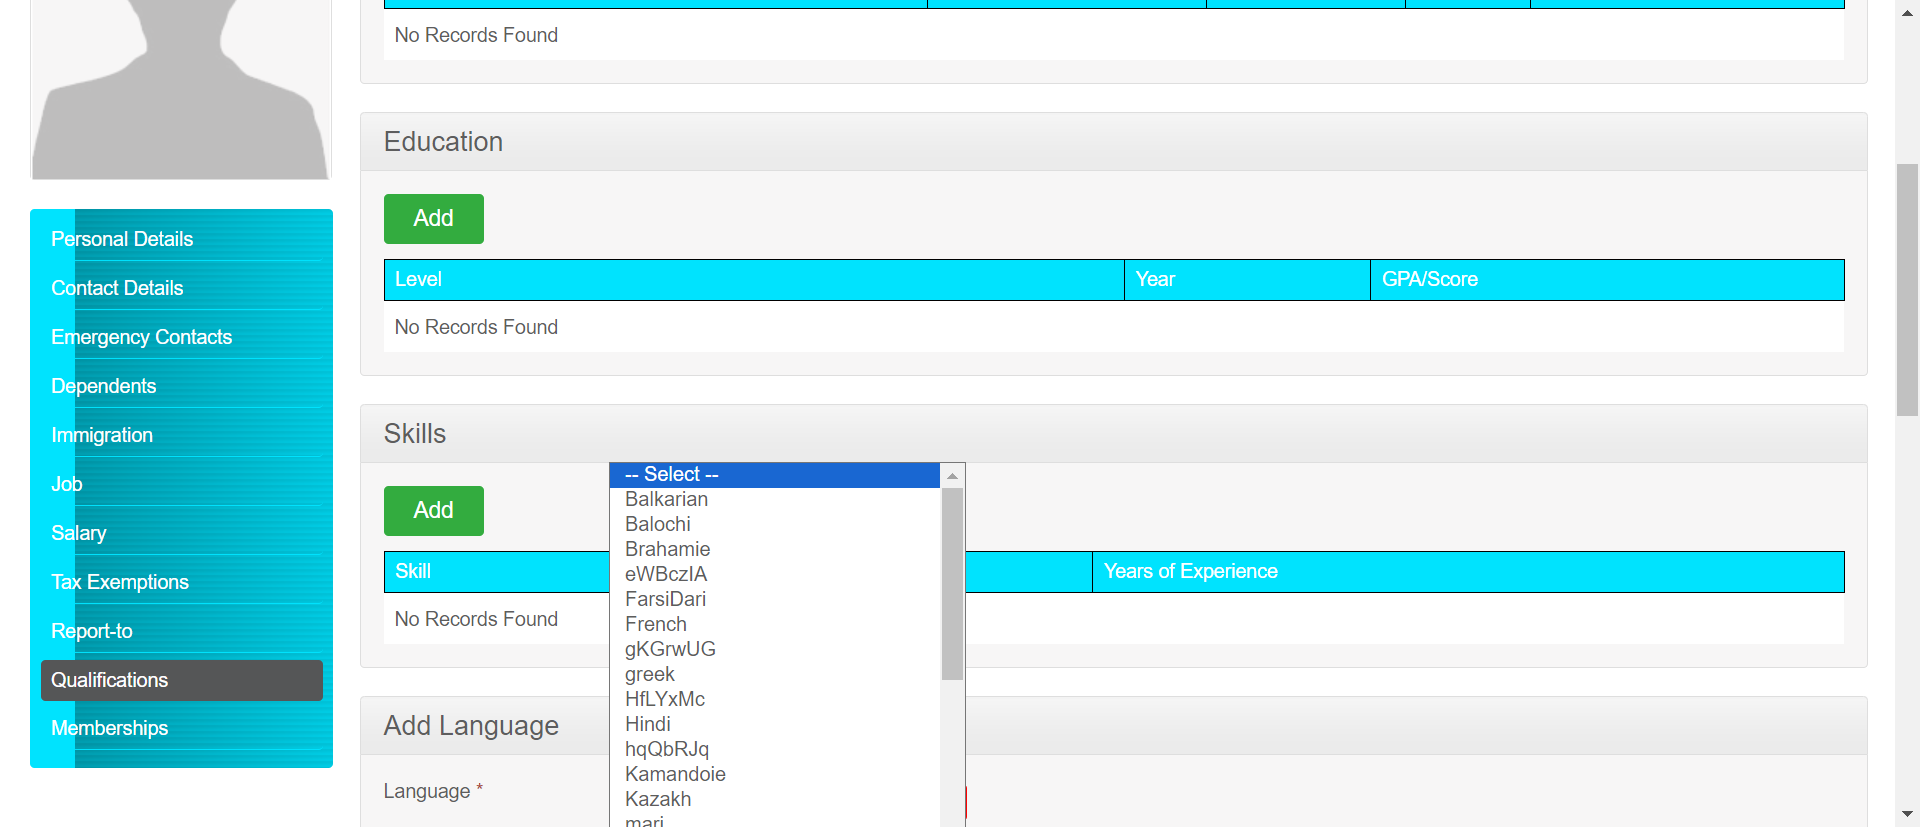 No Records Found
Education
Add
Level Year GPA/Score
No Records Found
Personal Details
Contact Details
Emergency Contacts
Dependents
Immigration
Job
Salary
Tax Exemptions
Report-to
Qualifications
Memberships
Skills
Add
Skill Years of Experience
No Records Found
Add Language
Language *
-- Select --
Balkarian
Balochi
Brahamie
eWBczIA
FarsiDari
French
gKGrwUG
greek
HfLYxMc
Hindi
hqQbRJq
Kamandoie
Kazakh
mari